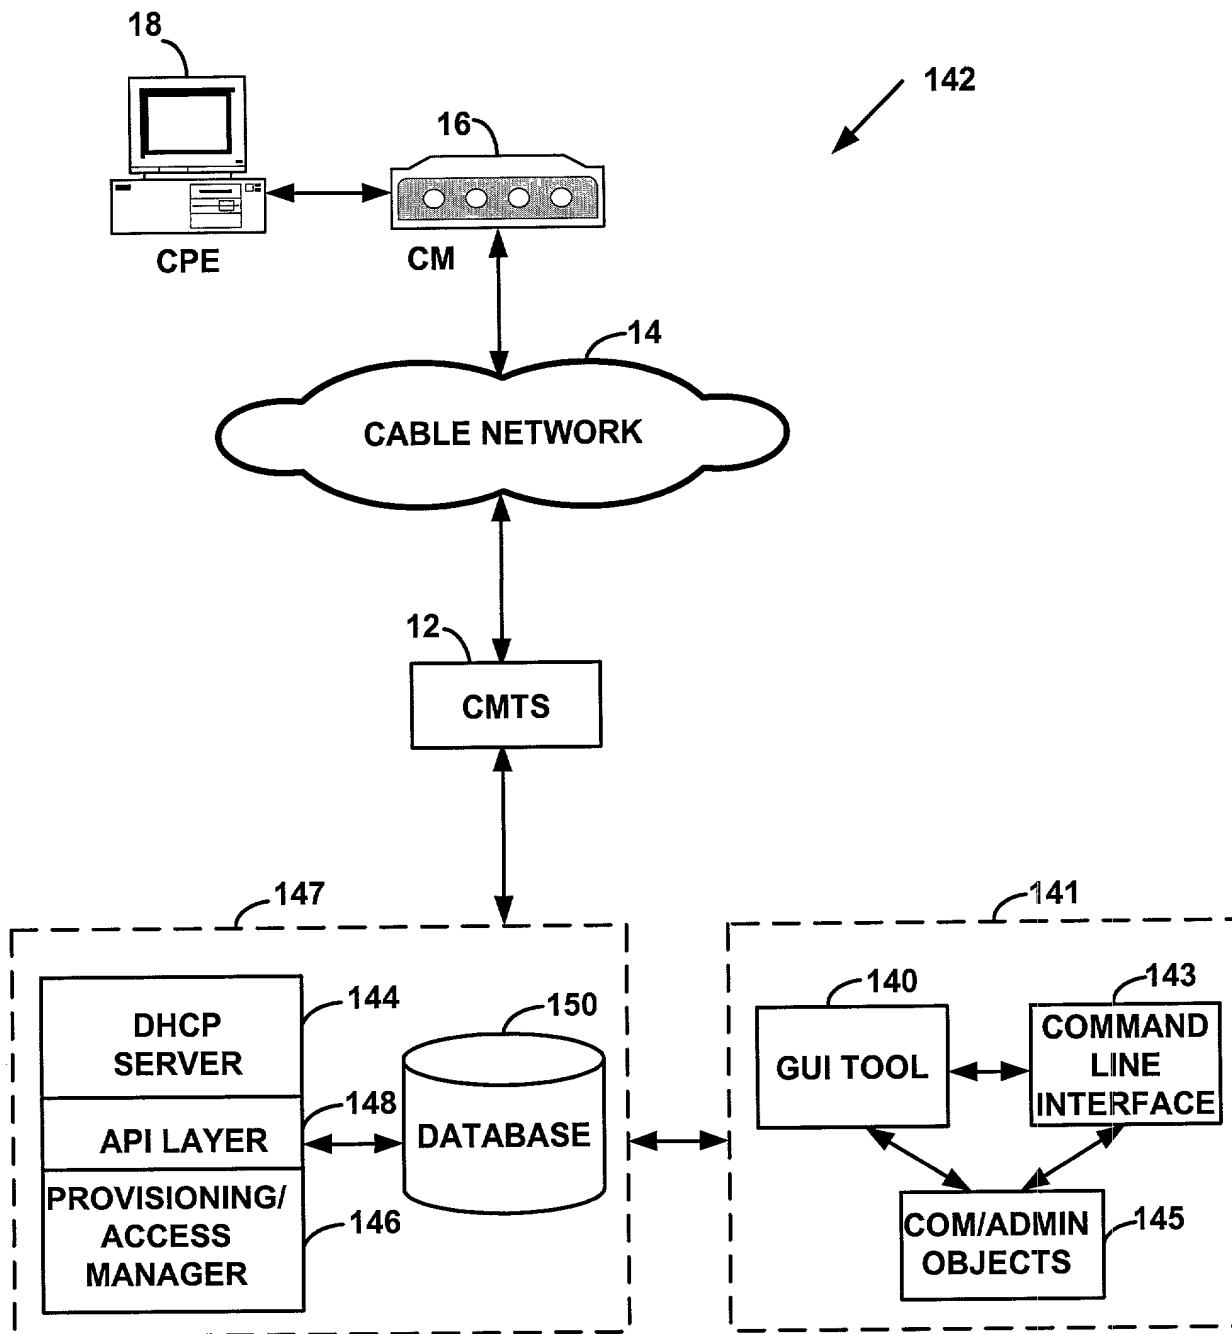 18
142
16
CPE
CM
14
CABLE NETWORK
12
CMTS
147
141
144
150
140
143
DHCP
SERVER
GUI TOOL
COMMAND
LINE
INTERFACE
148
API LAYER
DATABASE
PROVISIONING/
ACCESS
MANAGER
146
COM/ADMIN
OBJECTS
145